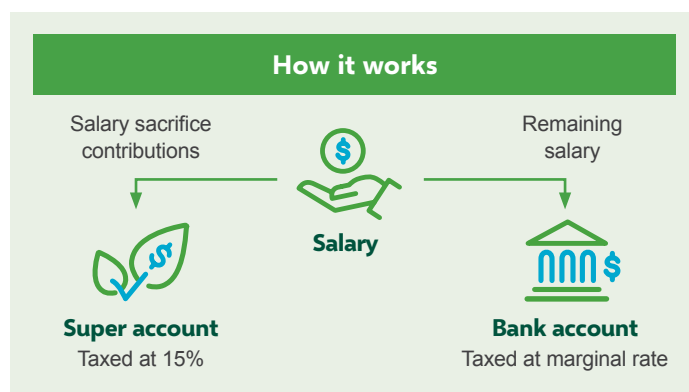 How it works
Salary sacrifice
contributions
$
Remaining
salary
Salary
$
$
Super account
Taxed at 15%
Bank account
Taxed at marginal rate